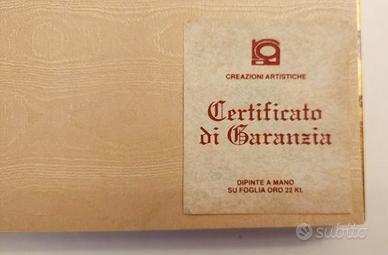 CREAZIONI ARTISTICHE
Certificato
di Garanzia
DIPINTE A MANO
SU FOGLIA ORO 22 Kt.
subito